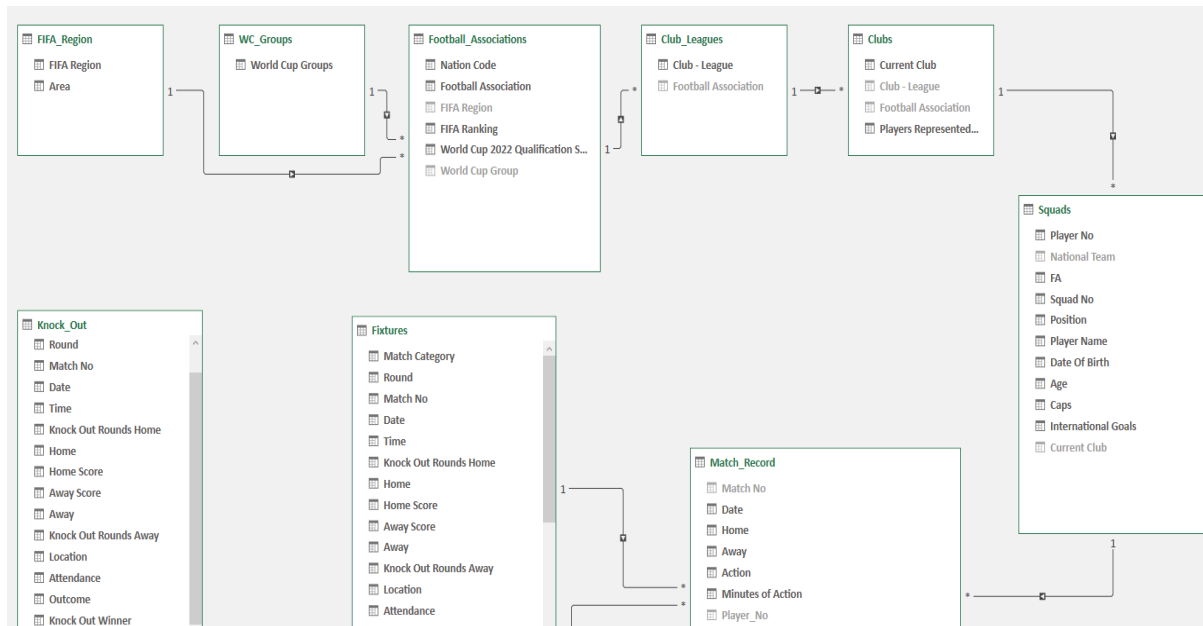 FIFA_Region
FIFA Region
Area
1
WC_Groups
World Cup Groups
1
Football_Associations
Nation Code
Football Association
FIFA Region
FIFA Ranking
World Cup 2022 Qualification S...
World Cup Group
*
*
1
Club_Leagues
Club - League
Football Association
*
1
Clubs
Current Club
Club - League
Football Association
Players Represented...
*
1
*
Squads
Player No
National Team
FA
Squad No
Position
Player Name
Date Of Birth
Age
Caps
International Goals
Current Club
1
Knock_Out
Round
Match No
Date
Time
Knock Out Rounds Home
Home
Home Score
Away Score
Away
Knock Out Rounds Away
Location
Attendance
Outcome
Knock Out Winner
Fixtures
Match Category
Round
Match No
Date
Time
Knock Out Rounds Home
Home
Home Score
Away Score
Away
Knock Out Rounds Away
Location
Attendance
1
Match_Record
Match No
Date
Home
Away
Action
Minutes of Action
Player_No
*
*
*